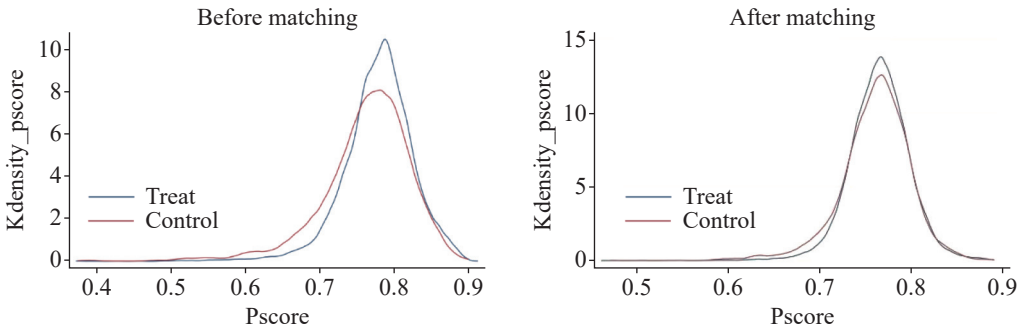 Before matching
Kdensity_pscore
10
8
6
4
2
0
Treat
Control
0.4 0.5 0.6 0.7 0.8 0.9
Pscore
After matching
Kdensity_pscore
15
10
5
0
Treat
Control
0.5 0.6 0.7 0.8 0.9
Pscore